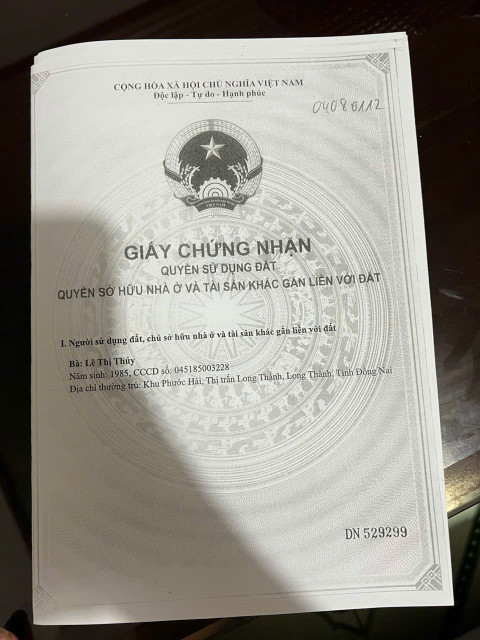 CỘNG HÒA XÃ HỘI CHỦ NGHĨA VIỆT NAM
Độc lập - Tự do - Hạnh phúc
04086112
VIỆT NAM
GIẤY CHỨNG NHẬN
QUYỀN SỬ DỤNG ĐẤT
QUYỀN SỞ HỮU NHÀ Ở VÀ TÀI SẢN KHÁC GẮN LIỀN VỚI ĐẤT
I. Người sử dụng đất, chủ sở hữu nhà ở và tài sản khác gắn liền với đất
Bà: Lê Thị Thủy
Năm sinh: 1985, CCCD số: 045185003228
Địa chỉ thường trú: Khu Phước Hải, Thị trấn Long Thành, Long Thành, Tỉnh Đồng Nai
DN 529299